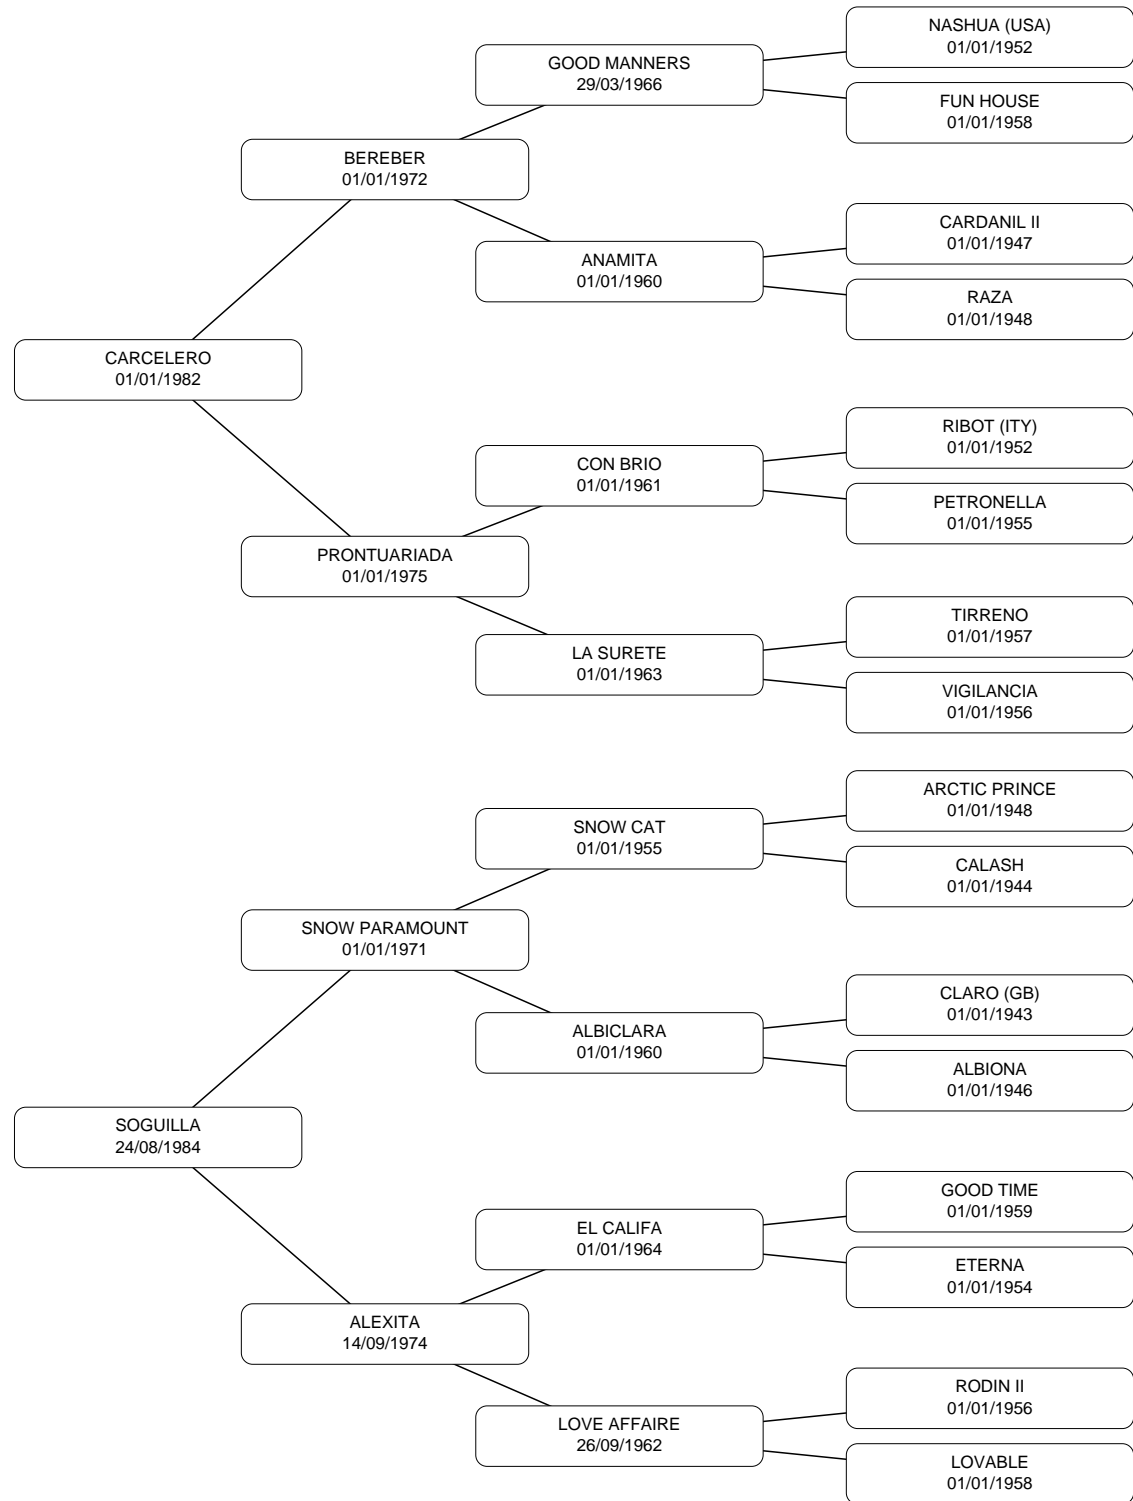 NASHUA (USA)
01/01/1952
GOOD MANNERS
29/03/1966
FUN HOUSE
01/01/1958
BEREBER
01/01/1972
CARDANIL II
01/01/1947
ANAMITA
01/01/1960
RAZA
01/01/1948
CARCELERO
01/01/1982
RIBOT (ITY)
01/01/1952
CON BRIO
01/01/1961
PETRONELLA
01/01/1955
PRONTUARIADA
01/01/1975
TIRRENO
01/01/1957
LA SURETE
01/01/1963
VIGILANCIA
01/01/1956
ARCTIC PRINCE
01/01/1948
SNOW CAT
01/01/1955
CALASH
01/01/1944
SNOW PARAMOUNT
01/01/1971
CLARO (GB)
01/01/1943
ALBICLARA
01/01/1960
ALBIONA
01/01/1946
SOGUILLA
24/08/1984
GOOD TIME
01/01/1959
EL CALIFA
01/01/1964
ETERNA
01/01/1954
ALEXITA
14/09/1974
RODIN II
01/01/1956
LOVE AFFAIRE
26/09/1962
LOVABLE
01/01/1958